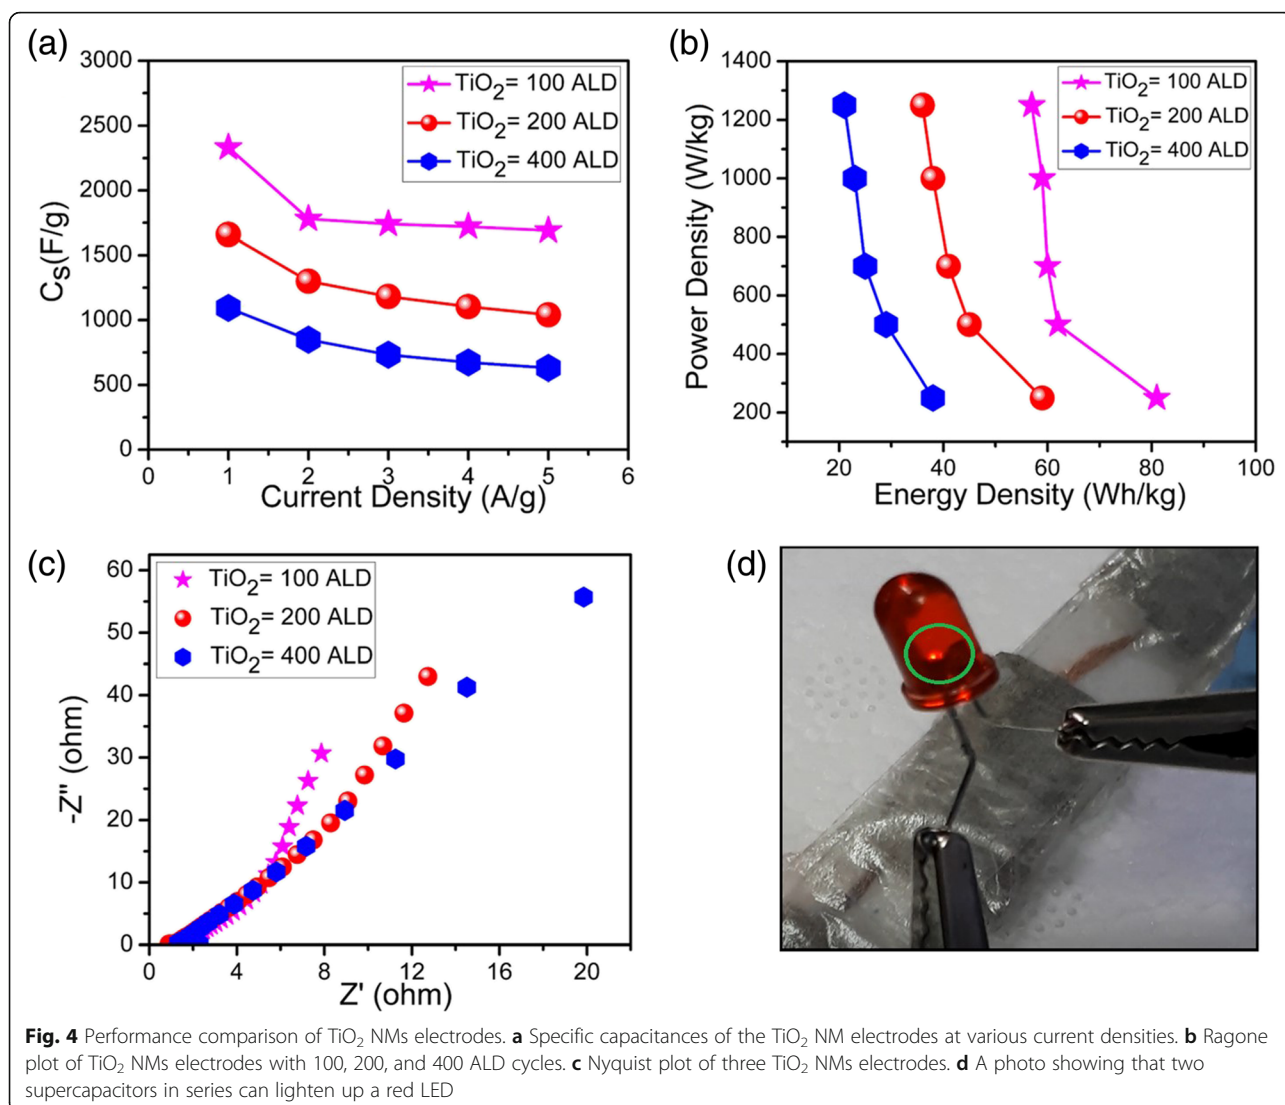 (a)
3000
2500
2000
1500
1000
500
0
Cs(F/g)
TiO2= 100 ALD
TiO2= 200 ALD
TiO2= 400 ALD
0 1 2 3 4 5 6
Current Density (A/g)
(b)
1400
1200
1000
800
600
400
200
Power Density (W/kg)
TiO2= 100 ALD
TiO2= 200 ALD
TiO2= 400 ALD
20 40 60 80 100
Energy Density (Wh/kg)
(c)
60
50
40
30
20
10
0
-Z" (ohm)
TiO2= 100 ALD
TiO2= 200 ALD
TiO2= 400 ALD
0 4 8 12 16 20
Z' (ohm)
(d)
Fig. 4 Performance comparison of TiO2 NMs electrodes. a Specific capacitances of the TiO2 NM electrodes at various current densities. b Ragone
plot of TiO2 NMs electrodes with 100, 200, and 400 ALD cycles. c Nyquist plot of three TiO2 NMs electrodes. d A photo showing that two
supercapacitors in series can lighten up a red LED